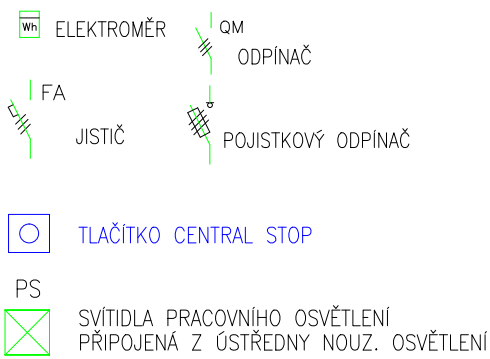 Wh ELEKTROMĚR
QM
ODPÍNAČ
FA
JISTIČ
POJISTKOVÝ ODPÍNAČ
TLAČÍTKO CENTRAL STOP
PS
SVÍTIDLA PRACOVNÍHO OSVĚTLENÍ
PŘIPOJENÁ Z ÚSTŘEDNY NOUZ. OSVĚTLENÍ